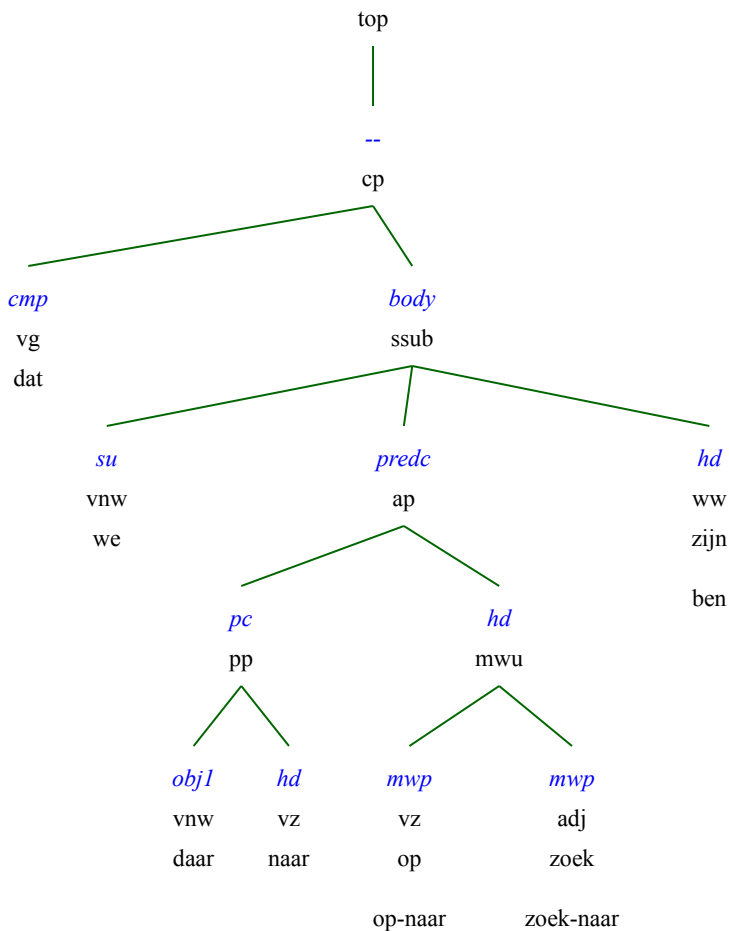 top
--
cp
cmp body
vg ssub
dat
su predc hd
vnw ap ww
we zijn
ben
pc hd
pp mwu
obj1 hd mwp mwp
vnw vz vz adj
daar naar op zoek
op-naar zoek-naar